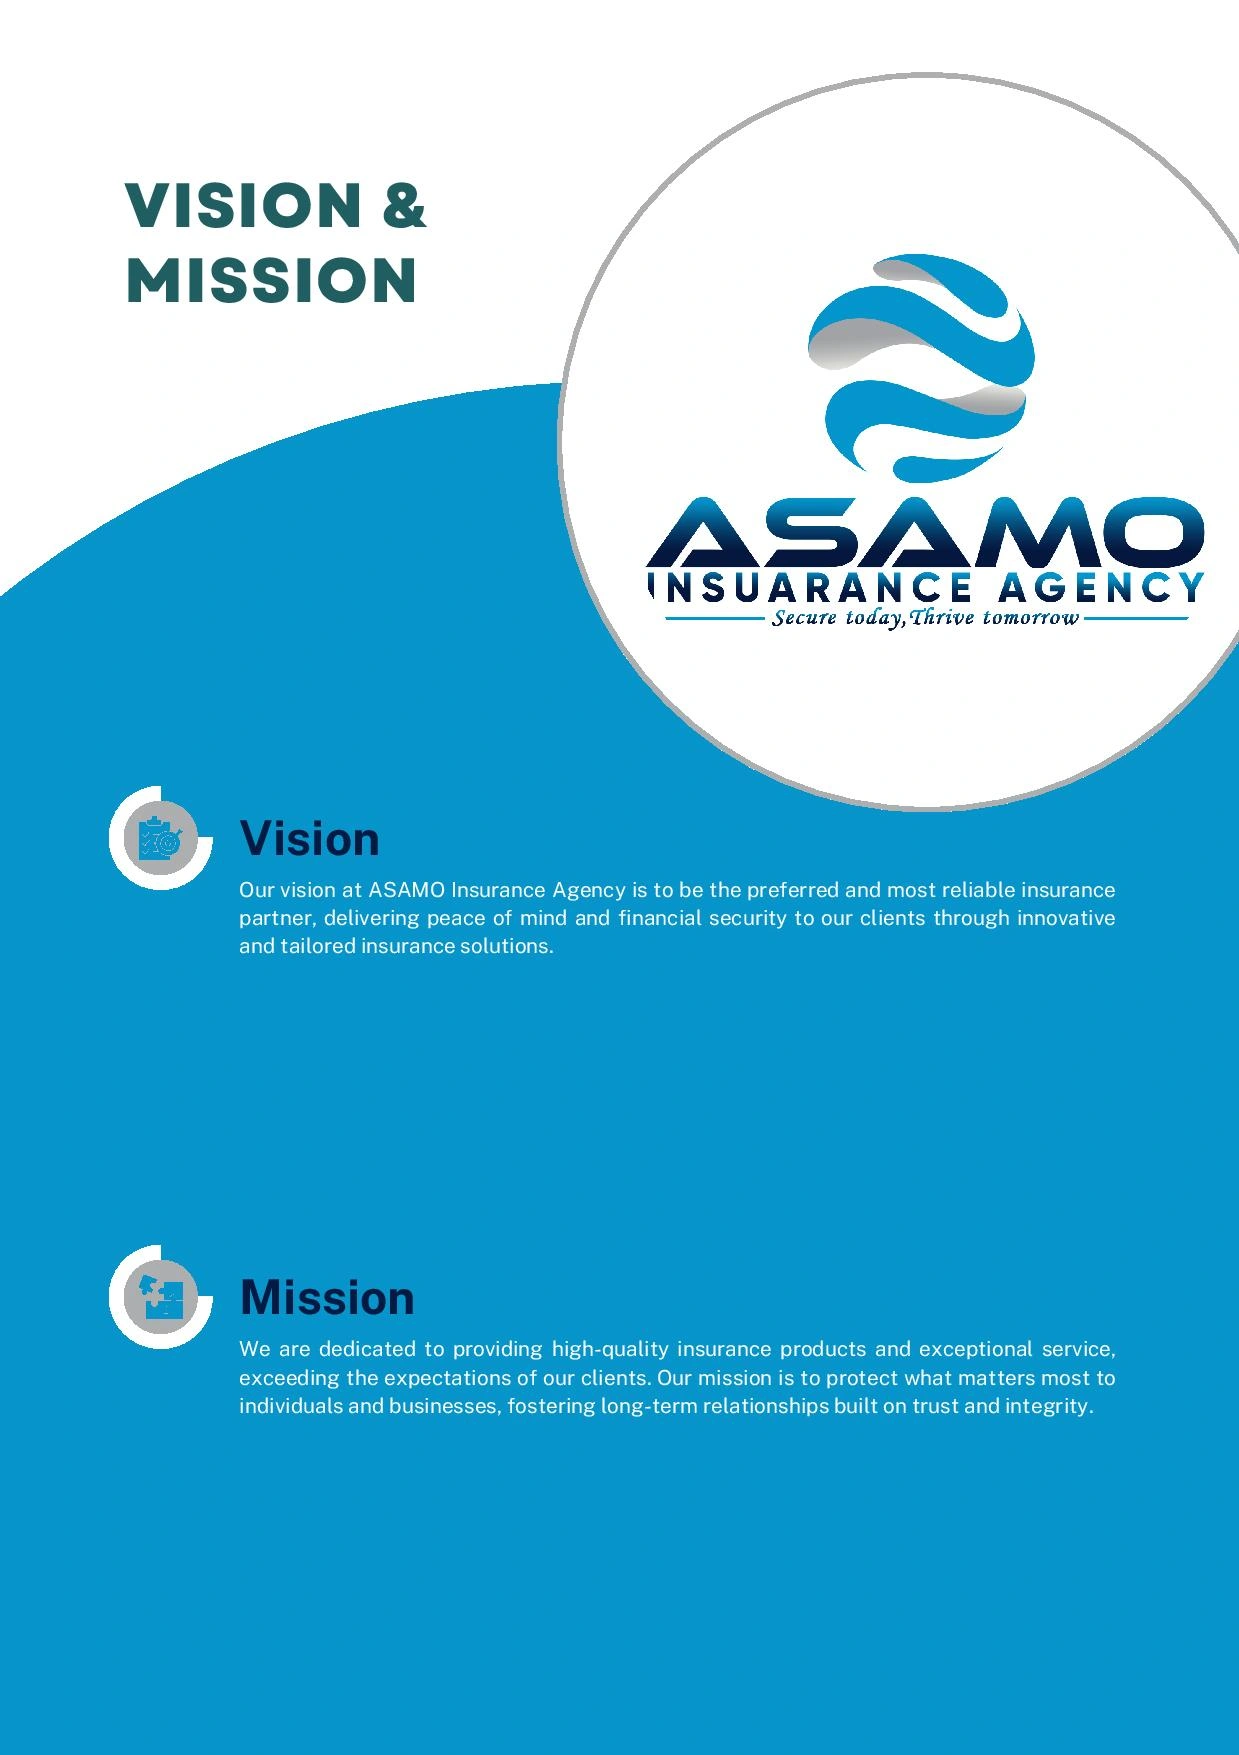 VISION &
MISSION
ASAMO
INSUARANCE AGENCY
Secure today,Thrive tomorrow
Vision
Our vision at ASAMO Insurance Agency is to be the preferred and most reliable insurance
partner, delivering peace of mind and financial security to our clients through innovative
and tailored insurance solutions.
Mission
We are dedicated to providing high-quality insurance products and exceptional service,
exceeding the expectations of our clients. Our mission is to protect what matters most to
individuals and businesses, fostering long-term relationships built on trust and integrity.